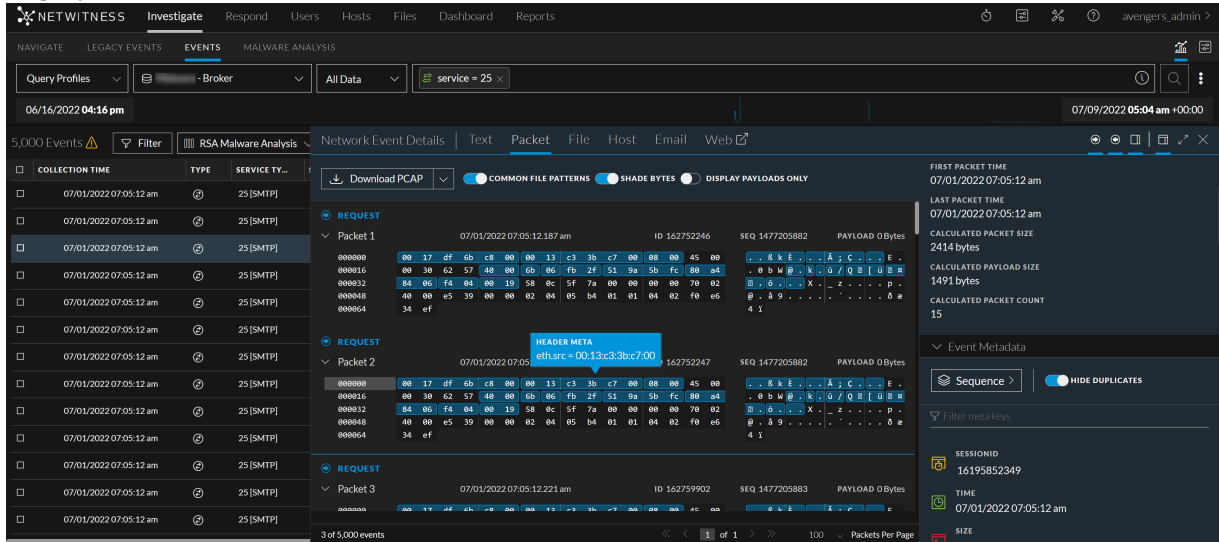 NETWITNESS Investigate Respond Users Hosts Files Dashboard Reports avengers_admin >
NAVIGATE LEGACY EVENTS EVENTS MALWARE ANALYSIS
Query Profiles - Broker All Data service = 25 ×
06/16/2022 04:16 pm 07/09/2022 05:04 am +00:00
5,000 Events Filter RSA Malware Analysis Network Event Details Text Packet File Host Email Web
COLLECTION TIME TYPE SERVICE TY...
Download PCAP COMMON FILE PATTERNS SHADE BYTES DISPLAY PAYLOADS ONLY
07/01/2022 07:05:12 am 25 [SMTP]
07/01/2022 07:05:12 am 25 [SMTP]
07/01/2022 07:05:12 am 25 [SMTP]
07/01/2022 07:05:12 am 25 [SMTP]
07/01/2022 07:05:12 am 25 [SMTP]
07/01/2022 07:05:12 am 25 [SMTP]
07/01/2022 07:05:12 am 25 [SMTP]
07/01/2022 07:05:12 am 25 [SMTP]
07/01/2022 07:05:12 am 25 [SMTP]
07/01/2022 07:05:12 am 25 [SMTP]
07/01/2022 07:05:12 am 25 [SMTP]
07/01/2022 07:05:12 am 25 [SMTP]
07/01/2022 07:05:12 am 25 [SMTP]
REQUEST
Packet 1 07/01/2022 07:05:12.187 am ID 162752246 SEQ 1477205882 PAYLOAD 0 Bytes
000000 00 17 df 6b c8 00 00 13 c3 3b c7 00 08 00 45 00
000016 00 30 62 57 40 00 6b 06 fb 2f 51 9a 5b fc 80 a4
000032 84 06 f4 04 00 19 58 0c 5f 7a 00 00 00 00 70 02
000048 40 00 e5 39 00 00 02 04 05 b4 01 01 04 02 f0 e6
000064 34 ef
REQUEST
HEADER META
eth.src = 00:13:c3:3b:c7:00
Packet 2 07/01/2022 07:05 162752247 SEQ 1477205882 PAYLOAD 0 Bytes
000000 00 17 df 6b c8 00 00 13 c3 3b c7 00 08 00 45 00
000016 00 30 62 57 40 00 6b 06 fb 2f 51 9a 5b fc 80 a4
000032 84 06 f4 04 00 19 58 0c 5f 7a 00 00 00 00 70 02
000048 40 00 e5 39 00 00 02 04 05 b4 01 01 04 02 f0 e6
000064 34 ef
REQUEST
Packet 3 07/01/2022 07:05:12.221 am ID 162759902 SEQ 1477205883 PAYLOAD 0 Bytes
3 of 5,000 events 1 of 1 100 Packets Per Page
FIRST PACKET TIME
07/01/2022 07:05:12 am
LAST PACKET TIME
07/01/2022 07:05:12 am
CALCULATED PACKET SIZE
2414 bytes
CALCULATED PAYLOAD SIZE
1491 bytes
CALCULATED PACKET COUNT
15
Event Metadata
Sequence > HIDE DUPLICATES
Filter meta keys
SESSIONID
16195852349
TIME
07/01/2022 07:05:12 am
SIZE